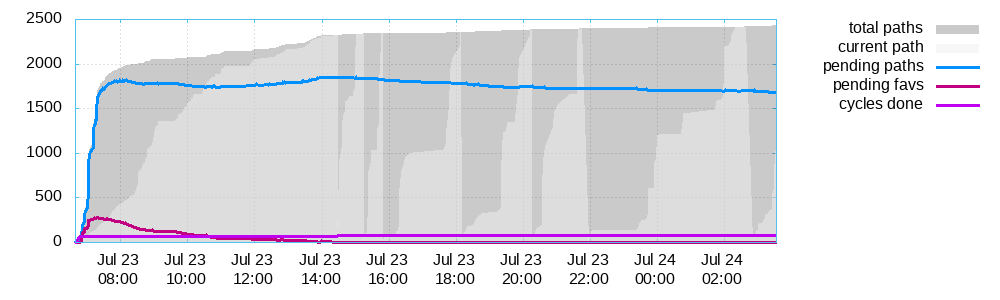 2500
2000
1500
1000
500
0
Jul 23 Jul 23 Jul 23 Jul 23 Jul 23 Jul 23 Jul 23 Jul 23 Jul 24 Jul 24
08:00 10:00 12:00 14:00 16:00 18:00 20:00 22:00 00:00 02:00
total paths
current path
pending paths
pending favs
cycles done